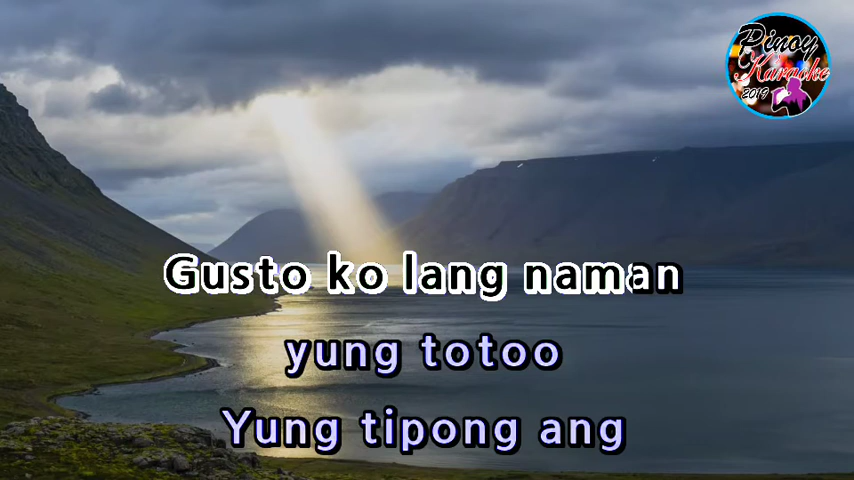 Pinoy
Karaoke
2019
Gusto ko lang naman
yung totoo
Yung tipong ang